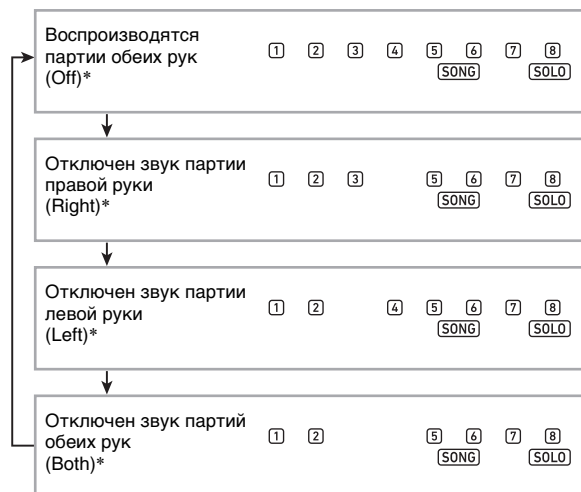 Воспроизводятся
партии обеих рук
(Off)*
1 2 3 4 5 6 7 8
SONG SOLO
Отключен звук партии
правой руки
(Right)*
1 2 3 5 6 7 8
SONG SOLO
Отключен звук партии
левой руки
(Left)*
1 2 4 5 6 7 8
SONG SOLO
Отключен звук партий
обеих рук
(Both)*
1 2 5 6 7 8
SONG SOLO